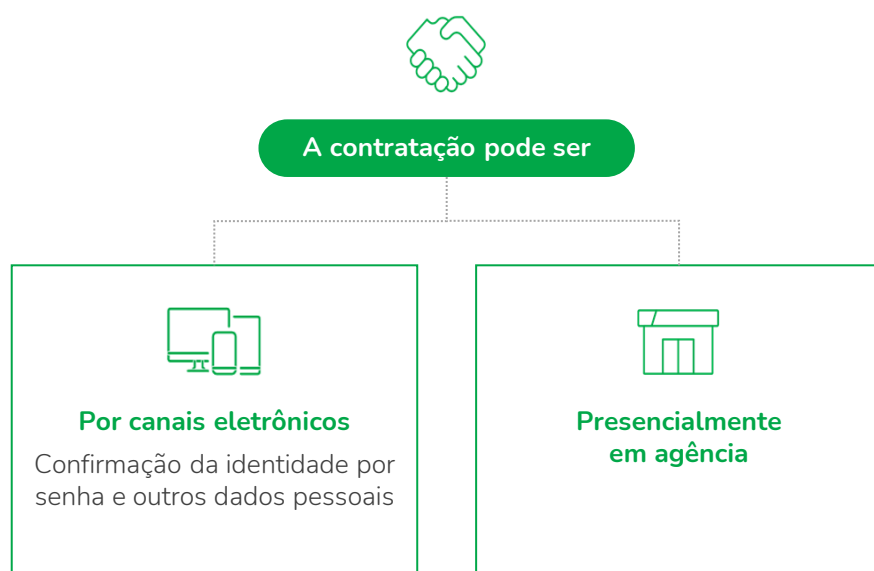 A contratação pode ser
Por canais eletrônicos
Confirmação da identidade por
senha e outros dados pessoais
Presencialmente
em agência